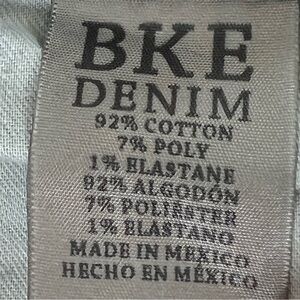 BKE
DENIM
92% COTTON
7% POLY
1% ELASTANE
92% ALGODÓN
7% POLIÉSTER
1% ELASTANO
MADE IN MEXICO
HECHO EN MÉXICO